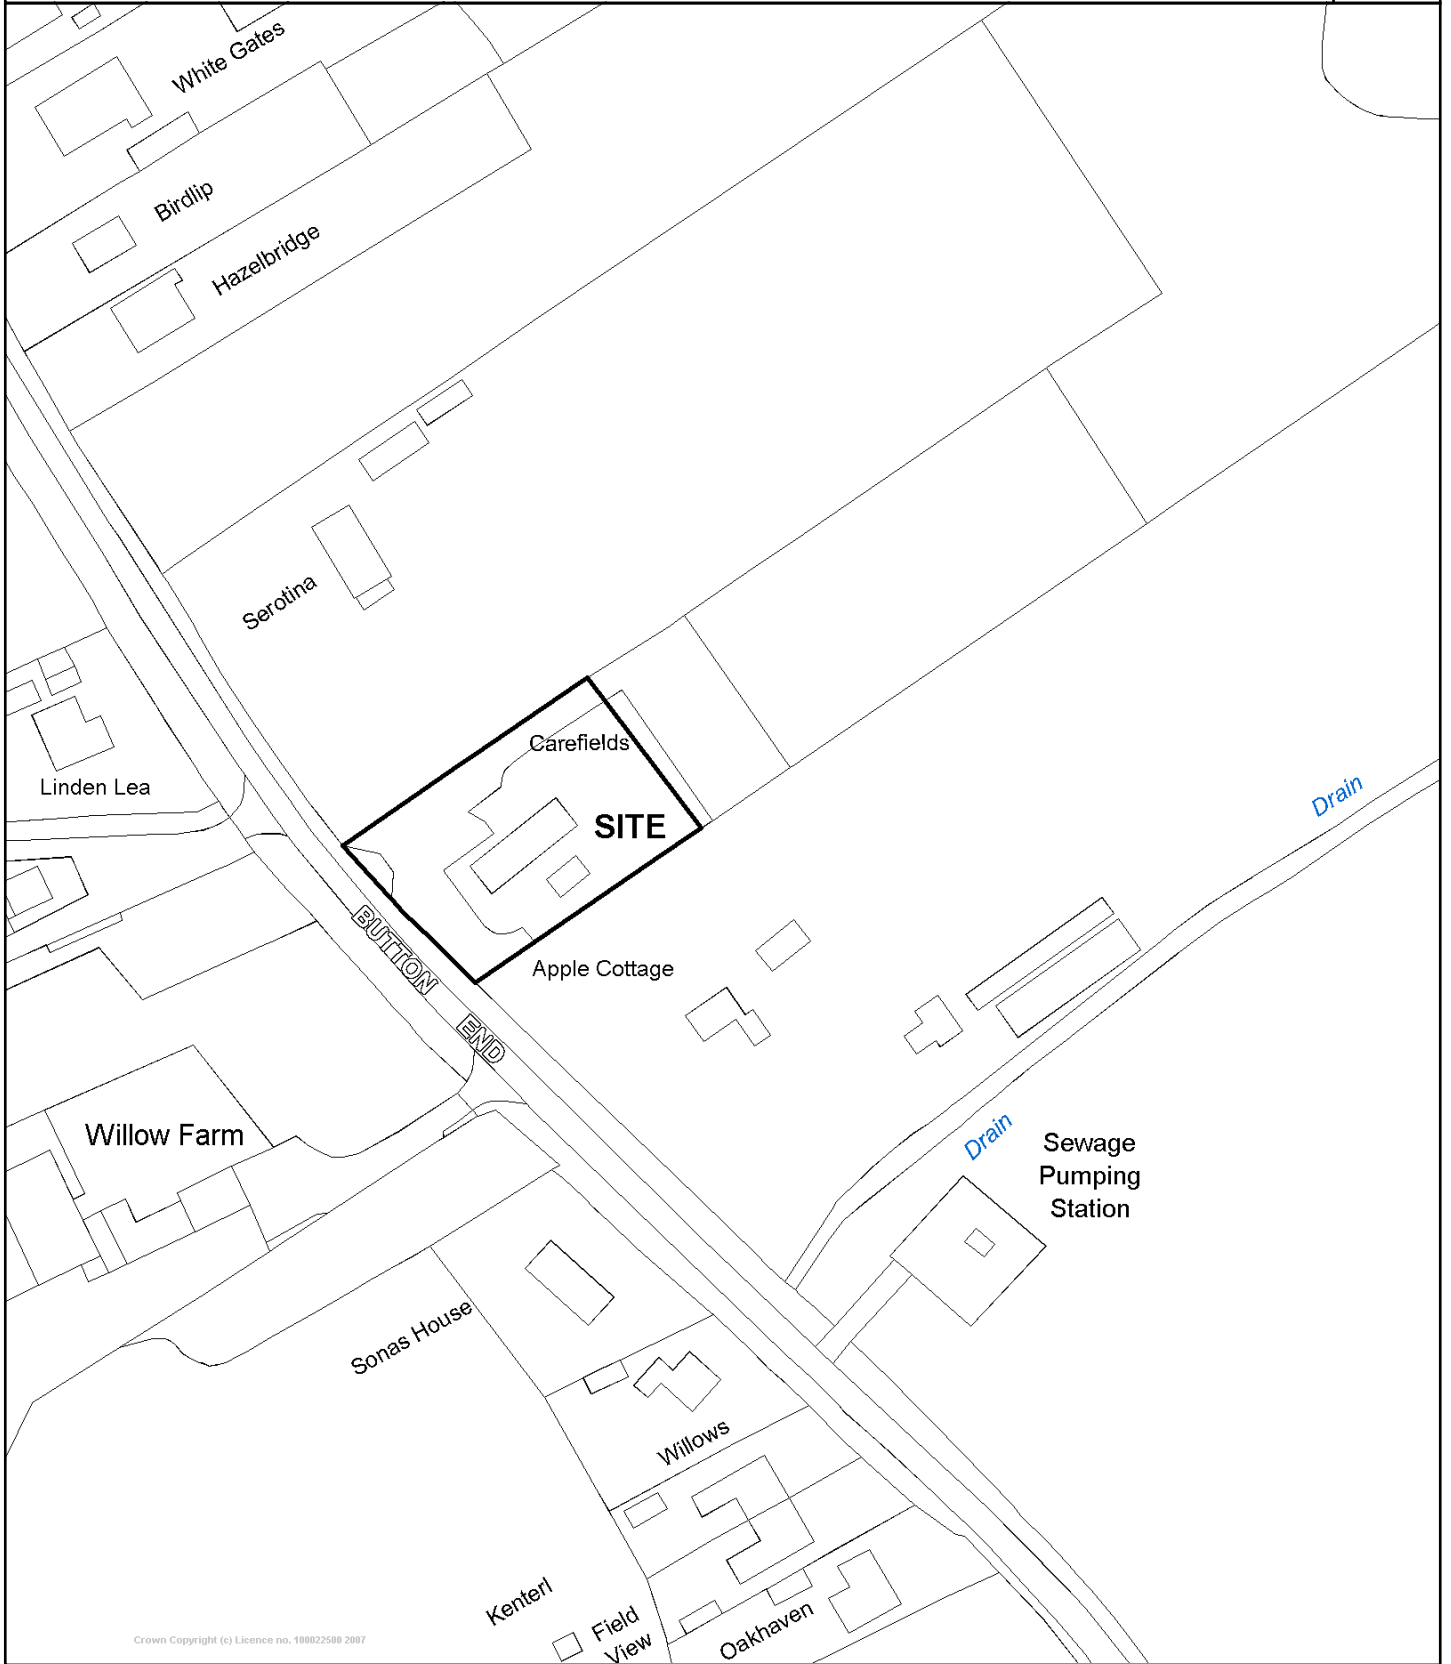 White Gates
Birdlip
Hazelbridge
Serotina
Carefields
SITE
Linden Lea
BUTTON END
Apple Cottage
Drain
Willow Farm
Drain
Sewage
Pumping
Station
Sonas House
Willows
Kenterl
Field
View
Oakhaven
Crown Copyright (c) Licence no. 100022500 2007